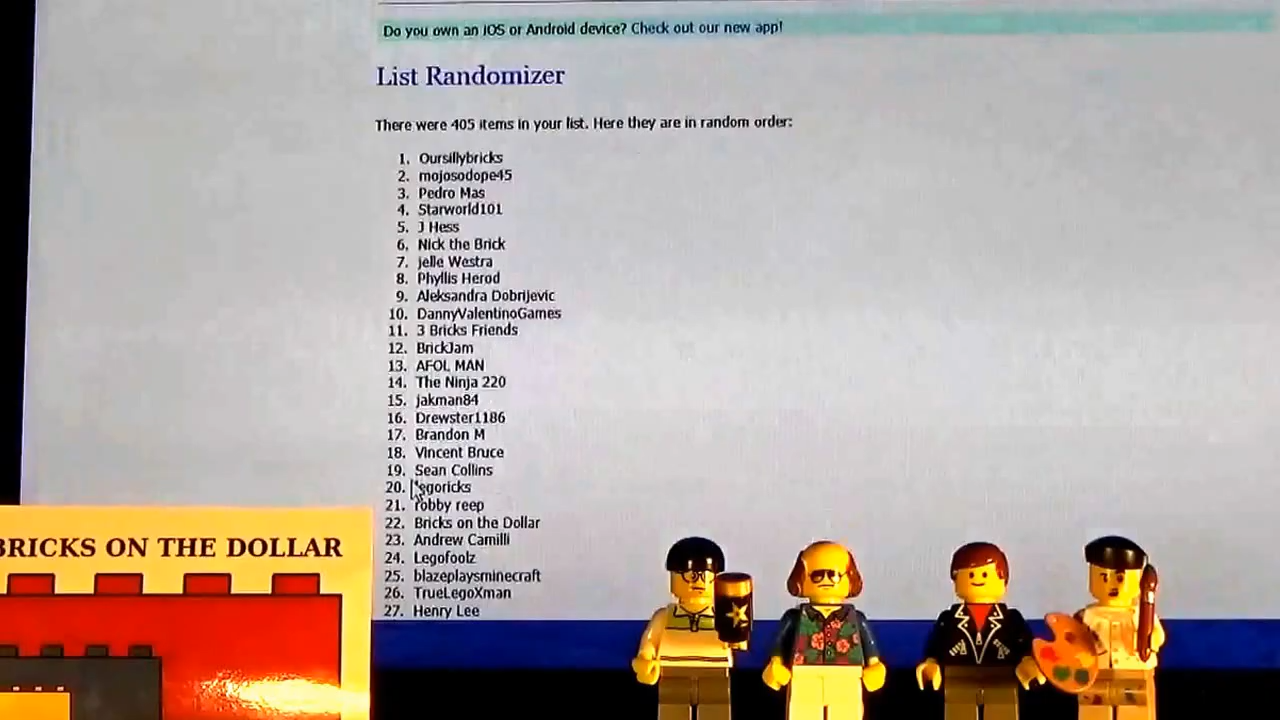 Do you own an iOS or Android device? Check out our new app!
List Randomizer
There were 405 items in your list. Here they are in random order:
1. Oursillybricks
2. mojosodope45
3. Pedro Mas
4. Starworld101
5. J Hess
6. Nick the Brick
7. jelle Westra
8. Phyllis Herod
9. Aleksandra Dobrijevic
10. DannyValentinoGames
11. 3 Bricks Friends
12. BrickJam
13. AFOL MAN
14. The Ninja 220
15. jakman84
16. Drewster1186
17. Brandon M
18. Vincent Bruce
19. Sean Collins
20. legoricks
21. robby reep
22. Bricks on the Dollar
23. Andrew Camilli
24. Legofoolz
25. blazeplaysminecraft
26. TrueLegoXman
27. Henry Lee
BRICKS ON THE DOLLAR